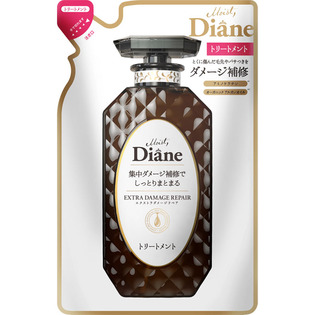 トリートメント
Moist
Diane
トリートメント
とくに傷んだ毛先やパサつきを
ダメージ補修
Moist
Diane
集中ダメージ補修で
しっとりまとまる
EXTRA DAMAGE REPAIR
エクストラダメージリペア
トリートメント